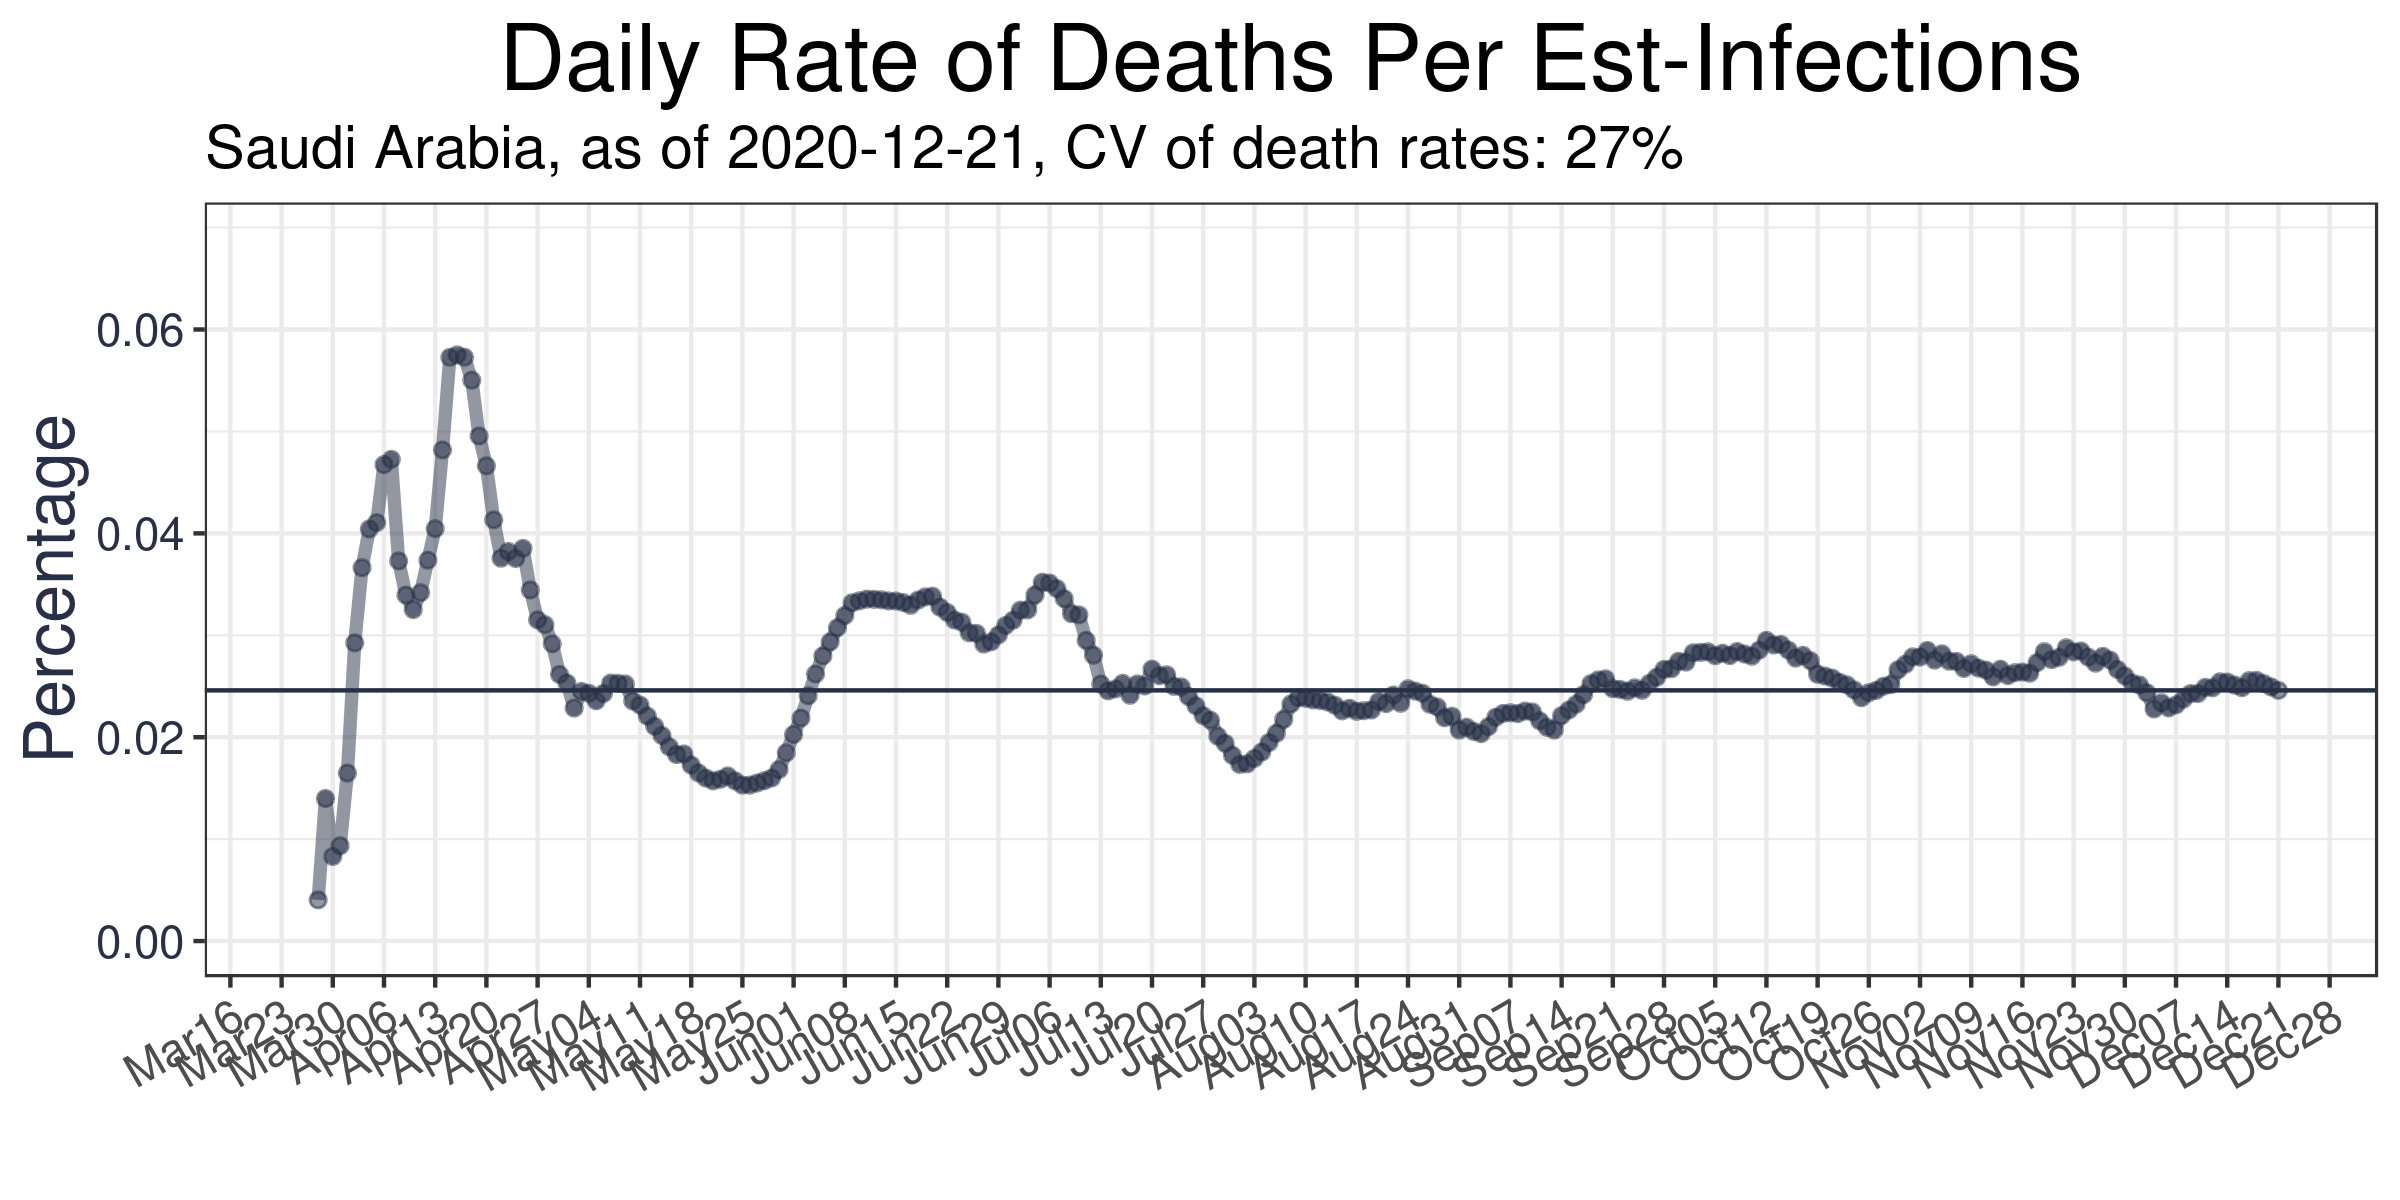 Daily Rate of Deaths Per Est-Infections
Saudi Arabia, as of 2020-12-21, CV of death rates: 27%
Percentage
0.06
0.04
0.02
0.00
Mar16
Mar23
Mar30
Apr06
Apr13
Apr20
Apr27
May04
May11
May18
May25
Jun01
Jun08
Jun15
Jun22
Jun29
Jul06
Jul13
Jul20
Jul27
Aug03
Aug10
Aug17
Aug24
Aug31
Sep07
Sep14
Sep21
Sep28
Oct05
Oct12
Oct19
Oct26
Nov02
Nov09
Nov16
Nov23
Nov30
Dec07
Dec14
Dec21
Dec28